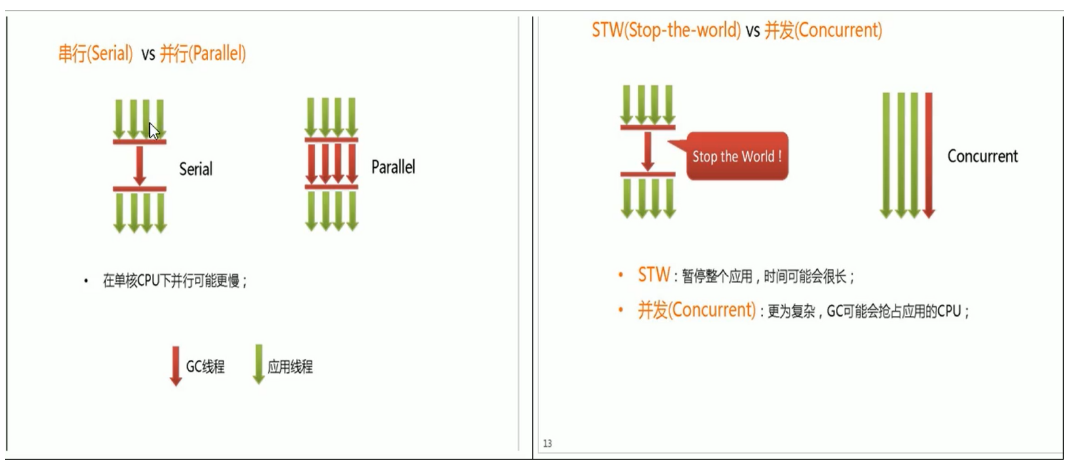 串行(Serial) vs 并行(Parallel)
Serial
Parallel
• 在单核CPU下并行可能更慢；
GC线程
应用线程
STW(Stop-the-world) vs 并发(Concurrent)
Stop the World！
Concurrent
• STW：暂停整个应用，时间可能会很长；
• 并发(Concurrent)：更为复杂，GC可能会抢占应用的CPU；
13